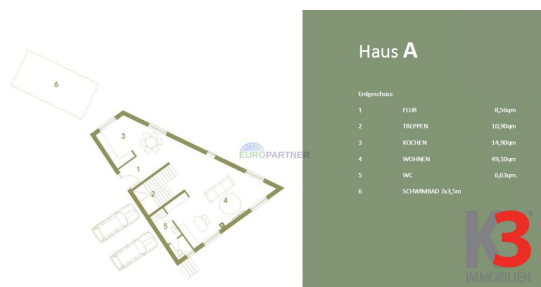 Haus A
Erdgeschoss:
1 FLUR 8,56qm
2 TREPPEN 10,90qm
3 KOCHEN 14,90qm
4 WOHNEN 49,10qm
5 WC 6,63qm.
6 SCHWIMBAD 7x3,5m
6
3
1
EUROPARTNER
2
4
5
K3
IMMOBILIEN